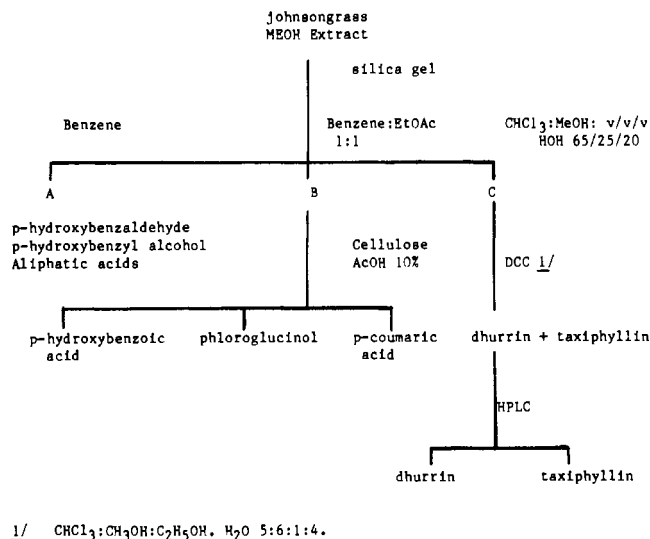 johnsongrass
MEOH Extract
silica gel
Benzene
Benzene:EtOAc
1:1
CHCl3:MeOH: v/v/v
HOH 65/25/20
A
B
C
p-hydroxybenzaldehyde
p-hydroxybenzyl alcohol
Aliphatic acids
Cellulose
AcOH 10%
DCC 1/
p-hydroxybenzoic
acid
phloroglucinol
p-coumaric
acid
dhurrin + taxiphyllin
HPLC
dhurrin
taxiphyllin
1/ CHCl3:CH3OH:C2H5OH. H2O 5:6:1:4.